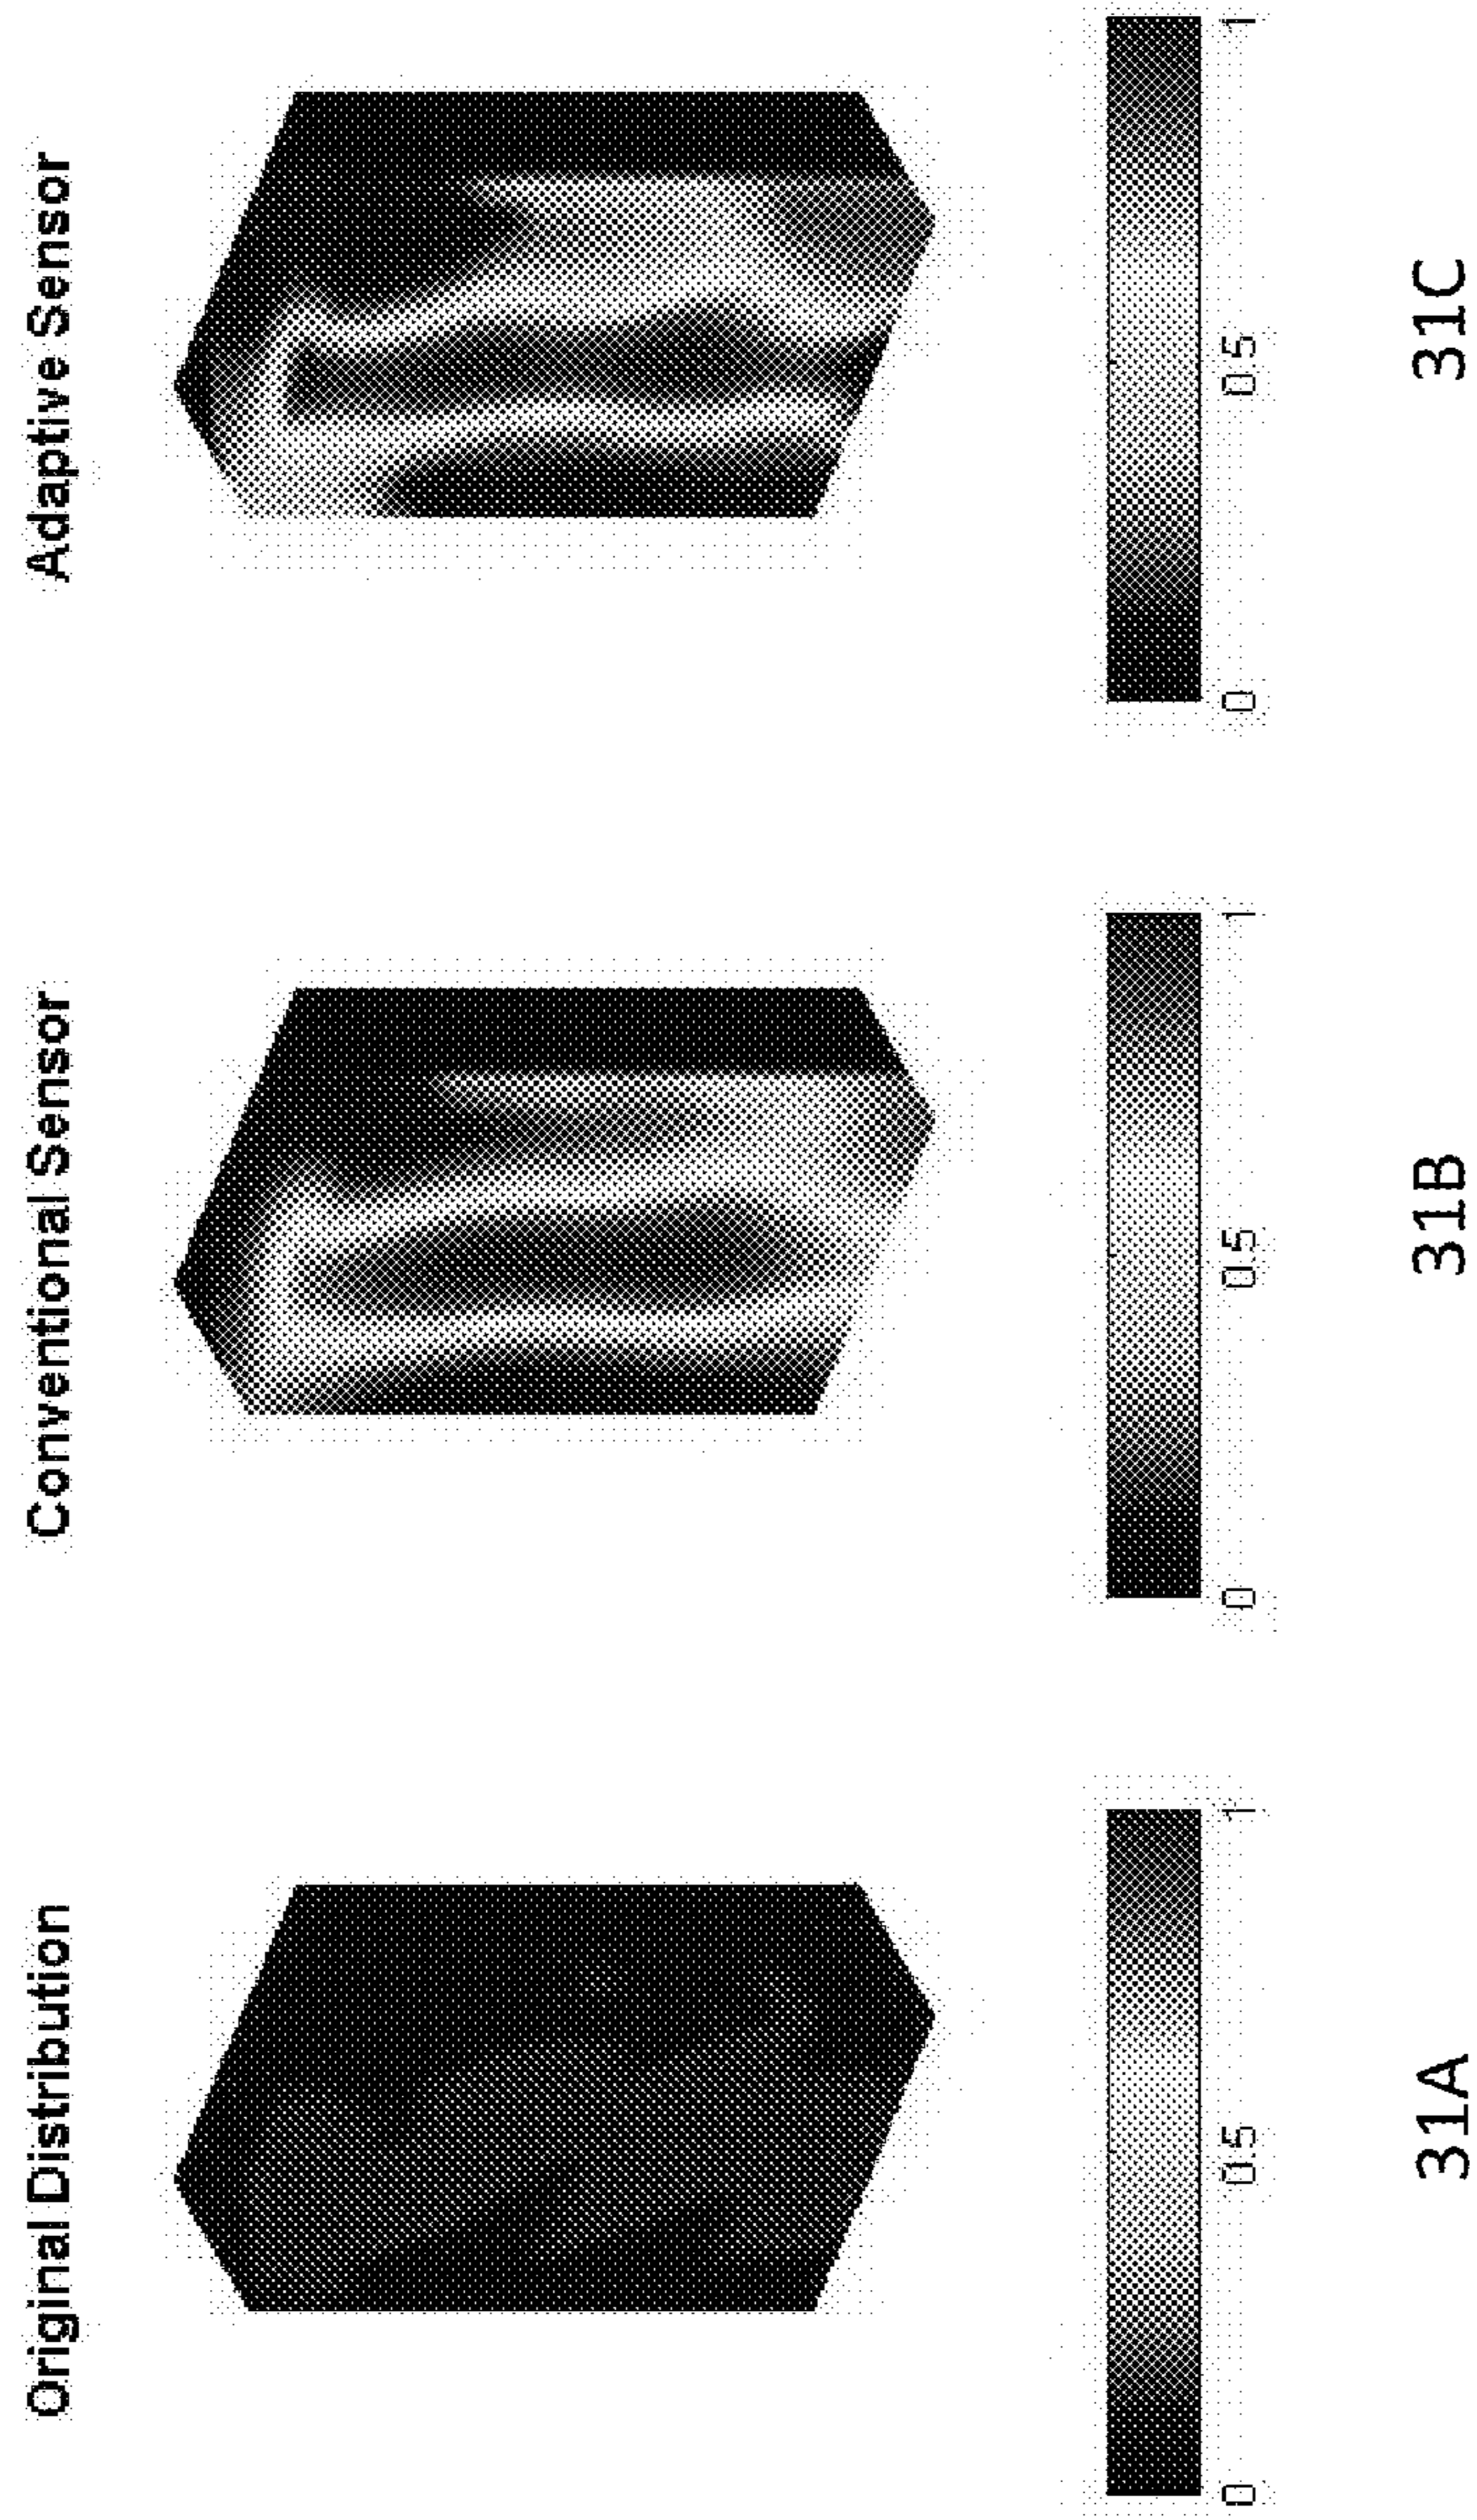 Original Distribution
Conventional Sensor
Adaptive Sensor
0 0.5 1
0 0.5 1
0 0.5 1
31A
31B
31C